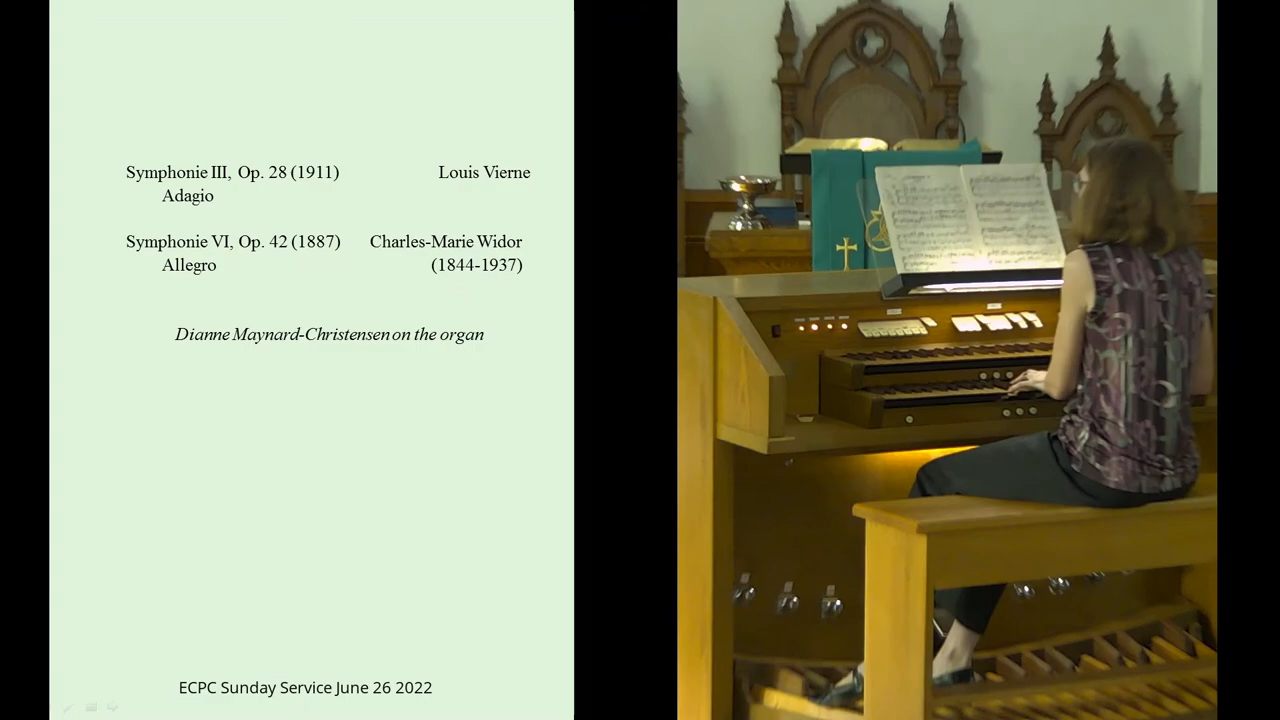 Symphonie III, Op. 28 (1911) Louis Vierne
Adagio
Symphonie VI, Op. 42 (1887) Charles-Marie Widor
Allegro (1844-1937)
Dianne Maynard-Christensen on the organ
ECPC Sunday Service June 26 2022